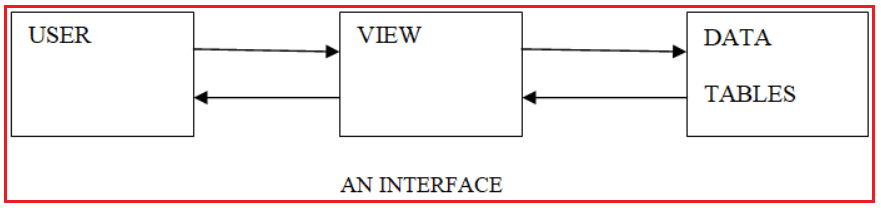 USER
VIEW
DATA
TABLES
AN INTERFACE